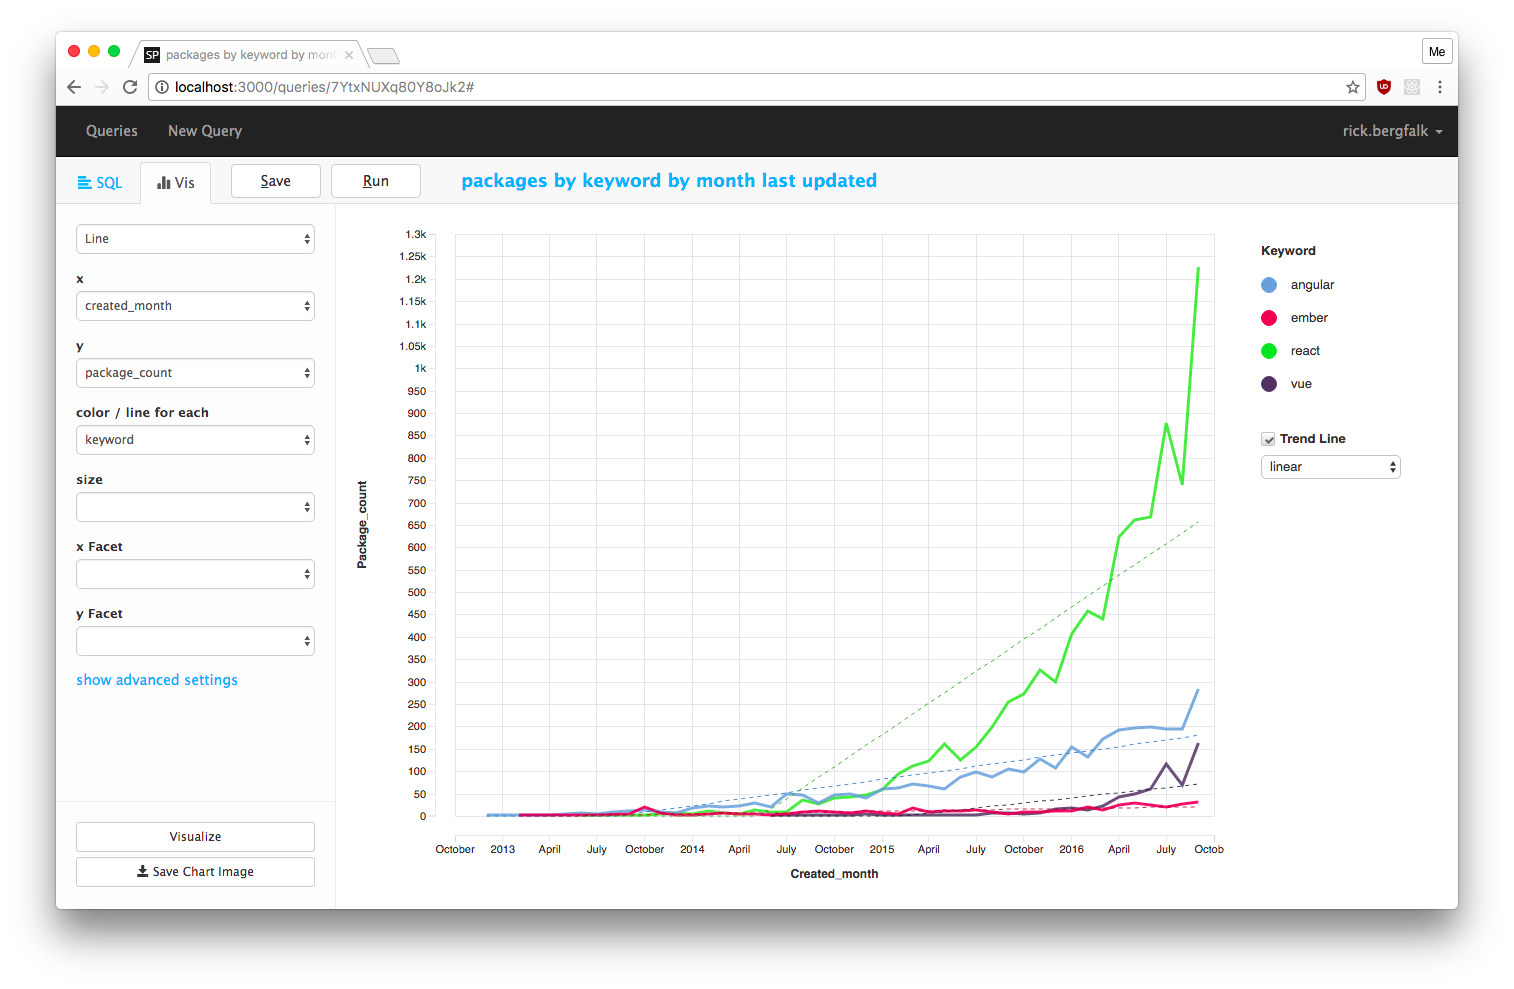 SP packages by keyword by mont
Me
localhost:3000/queries/7YtxNUXq80Y8oJk2#
Queries New Query rick.bergfalk
SQL Vis Save Run packages by keyword by month last updated
Line
x
created_month
y
package_count
color / line for each
keyword
size
x Facet
y Facet
show advanced settings
Visualize
Save Chart Image
1.3k
1.25k
1.2k
1.15k
1.1k
1.05k
1k
950
900
850
800
750
700
650
600
550
500
450
400
350
300
250
200
150
100
50
0
Package_count
October 2013 April July October 2014 April July October 2015 April July October 2016 April July Octob
Created_month
Keyword
angular
ember
react
vue
Trend Line
linear